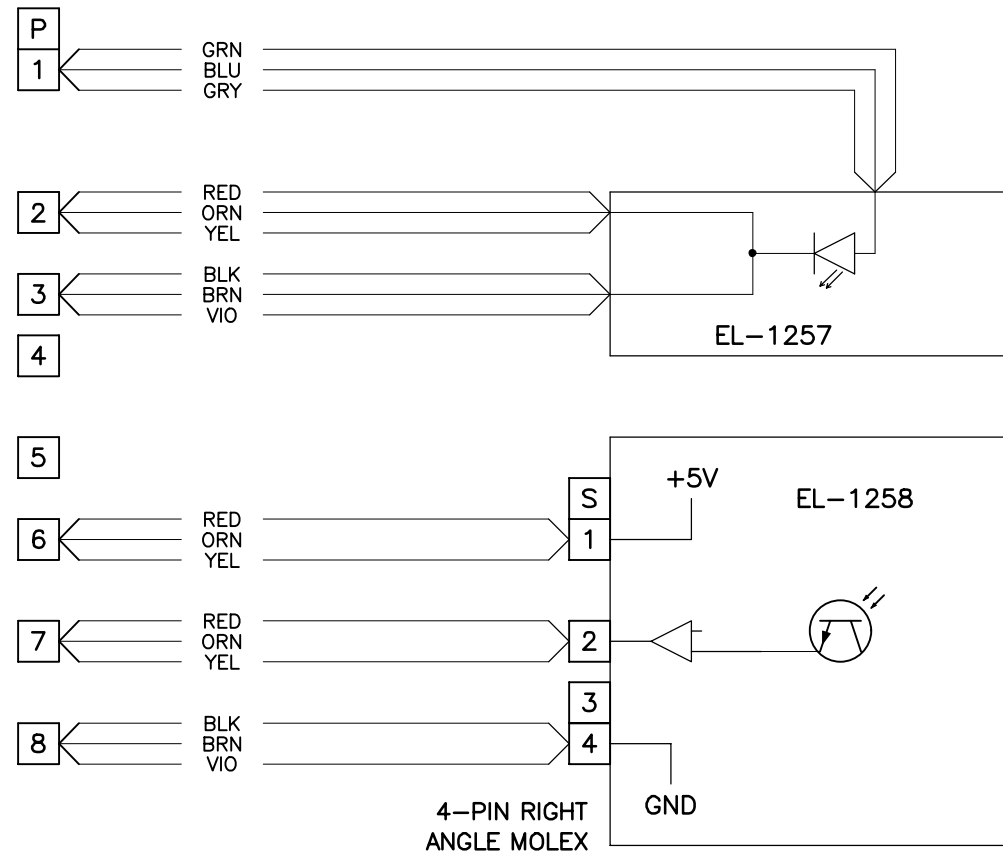 P
1
GRN
BLU
GRY
2
RED
ORN
YEL
3
BLK
BRN
VIO
4
EL-1257
5
S
+5V
EL-1258
6
RED
ORN
YEL
1
7
RED
ORN
YEL
2
3
8
BLK
BRN
VIO
4
GND
4-PIN RIGHT
ANGLE MOLEX